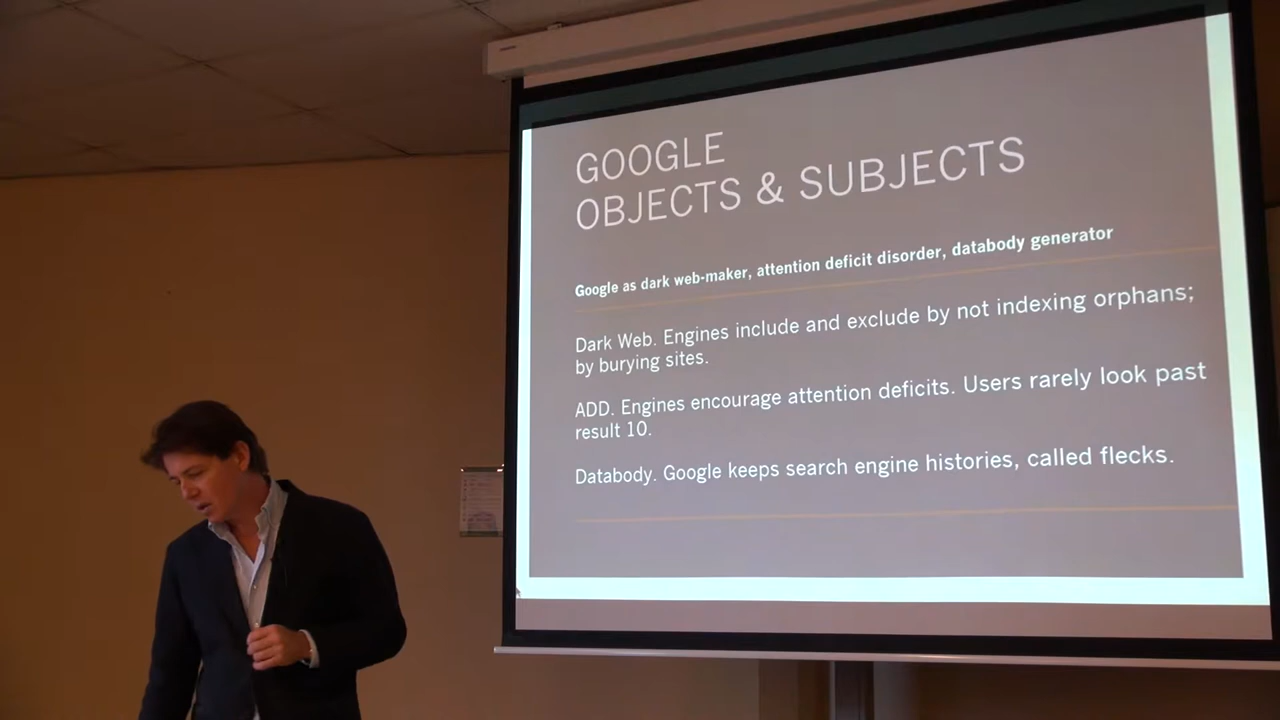 GOOGLE
OBJECTS & SUBJECTS
Google as dark web-maker, attention deficit disorder, databody generator
Dark Web. Engines include and exclude by not indexing orphans;
by burying sites.
ADD. Engines encourage attention deficits. Users rarely look past
result 10.
Databody. Google keeps search engine histories, called flecks.